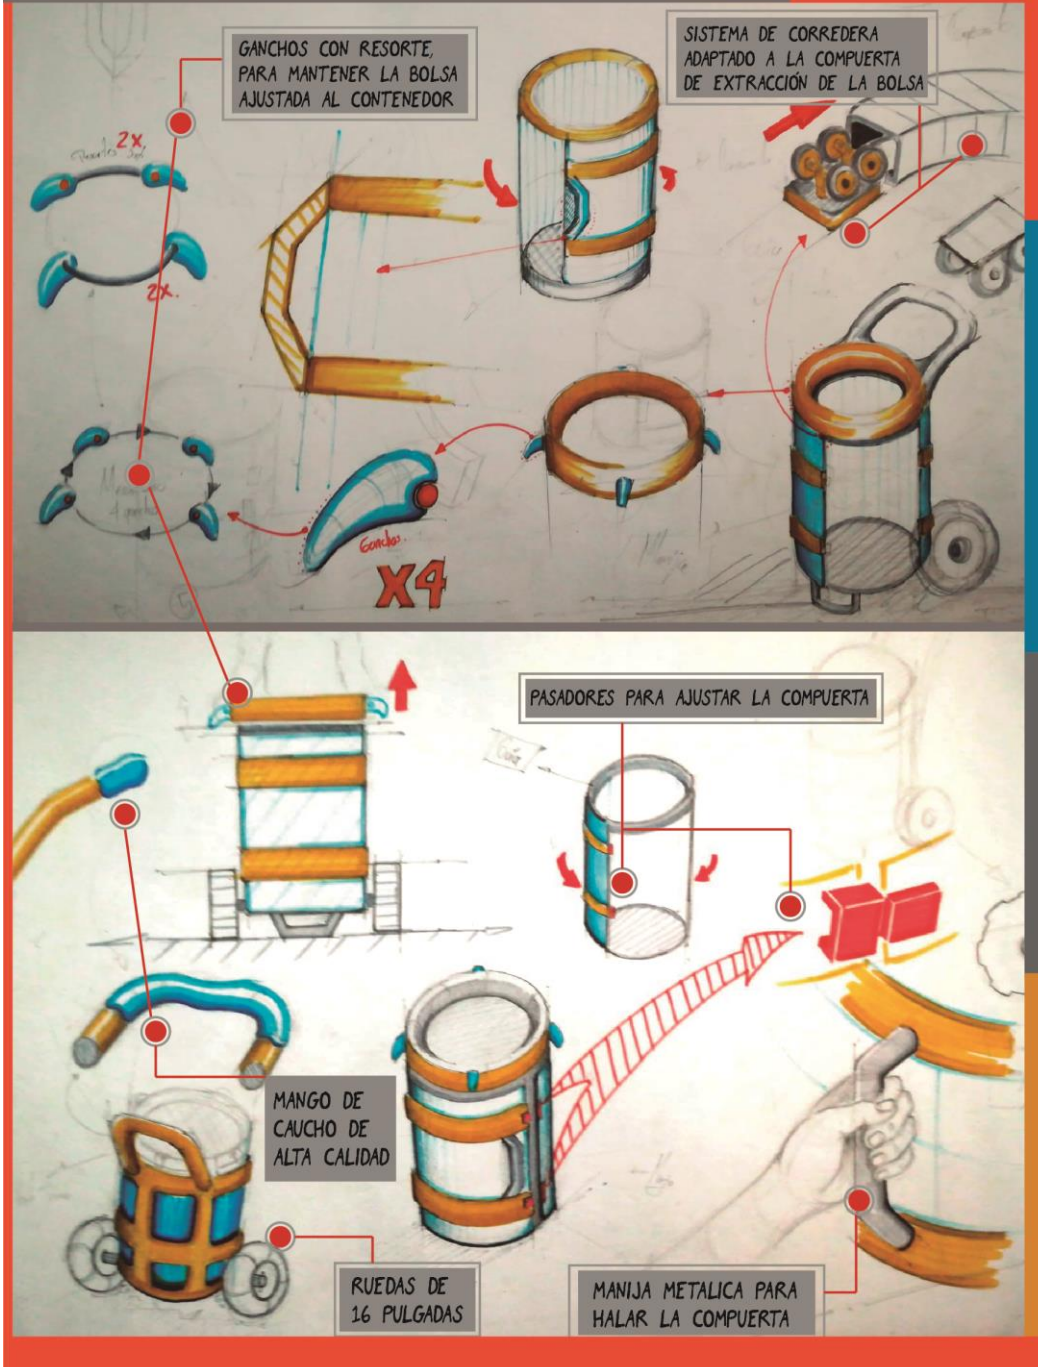 GANCHOS CON RESORTE,
PARA MANTENER LA BOLSA
AJUSTADA AL CONTENEDOR
SISTEMA DE CORREDERA
ADAPTADO A LA COMPUERTA
DE EXTRACCIÓN DE LA BOLSA
2x
2x.
Ganchos.
X4
PASADORES PARA AJUSTAR LA COMPUERTA
Guía
MANGO DE
CAUCHO DE
ALTA CALIDAD
RUEDAS DE
16 PULGADAS
MANIJA METALICA PARA
HALAR LA COMPUERTA